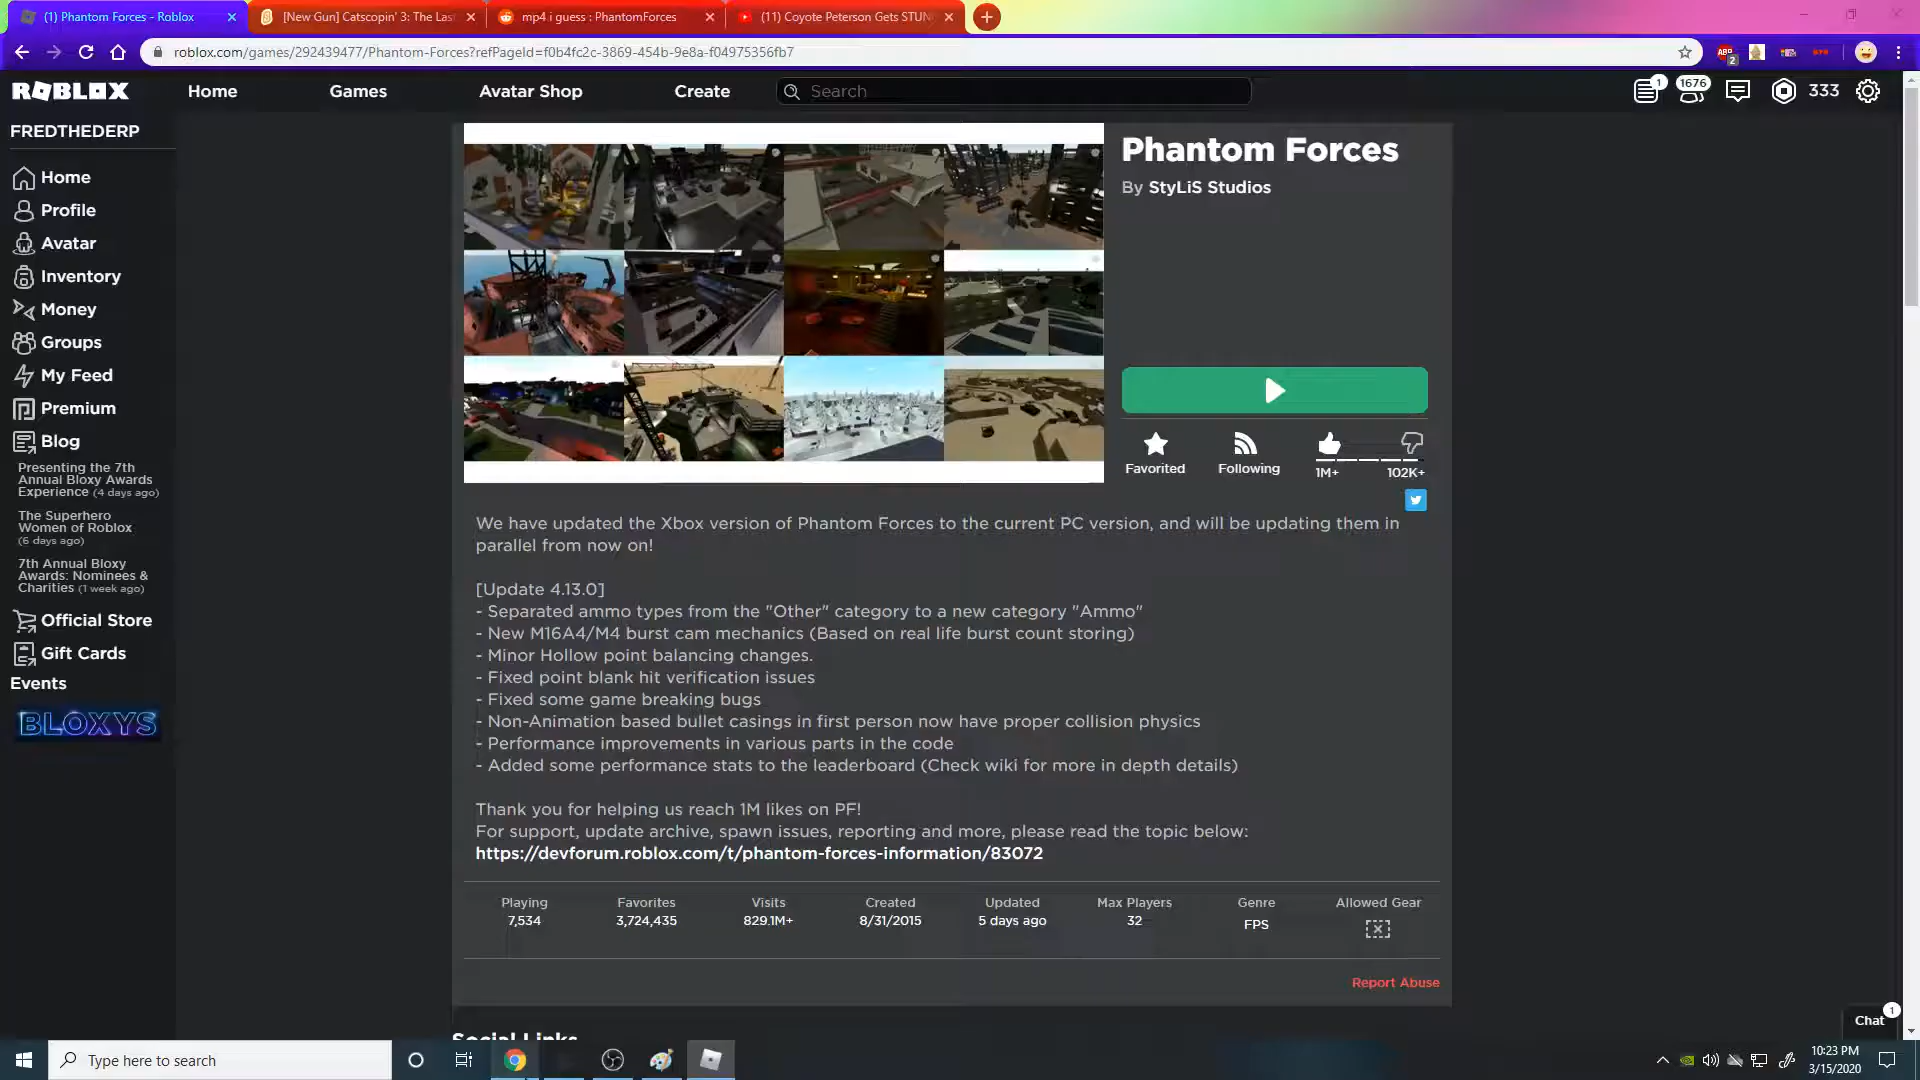 (1) Phantom Forces - Roblox
[New Gun] Catscopin' 3: The Last
mp4 i guess : PhantomForces
(11) Coyote Peterson Gets STUN
roblox.com/games/292439477/Phantom-Forces?refPageId=f0b4fc2c-3869-454b-9e8a-f04975356fb7
ABP
2
ROBLOX
Home
Games
Avatar Shop
Create
Search
1
1676
333
FREDTHEDERP
Home
Profile
Avatar
Inventory
Money
Groups
My Feed
Premium
Blog
Presenting the 7th
Annual Bloxy Awards
Experience (4 days ago)
The Superhero
Women of Roblox
(6 days ago)
7th Annual Bloxy
Awards: Nominees &
Charities (1 week ago)
Official Store
Gift Cards
Events
BLOXYS
Phantom Forces
By StyLiS Studios
Favorited
Following
1M+
102K+
We have updated the Xbox version of Phantom Forces to the current PC version, and will be updating them in
parallel from now on!
[Update 4.13.0]
- Separated ammo types from the "Other" category to a new category "Ammo"
- New M16A4/M4 burst cam mechanics (Based on real life burst count storing)
- Minor Hollow point balancing changes.
- Fixed point blank hit verification issues
- Fixed some game breaking bugs
- Non-Animation based bullet casings in first person now have proper collision physics
- Performance improvements in various parts in the code
- Added some performance stats to the leaderboard (Check wiki for more in depth details)
Thank you for helping us reach 1M likes on PF!
For support, update archive, spawn issues, reporting and more, please read the topic below:
https://devforum.roblox.com/t/phantom-forces-information/83072
Playing
7,534
Favorites
3,724,435
Visits
829.1M+
Created
8/31/2015
Updated
5 days ago
Max Players
32
Genre
FPS
Allowed Gear
Report Abuse
Social Links
Chat
1
Type here to search
10:23 PM
3/15/2020